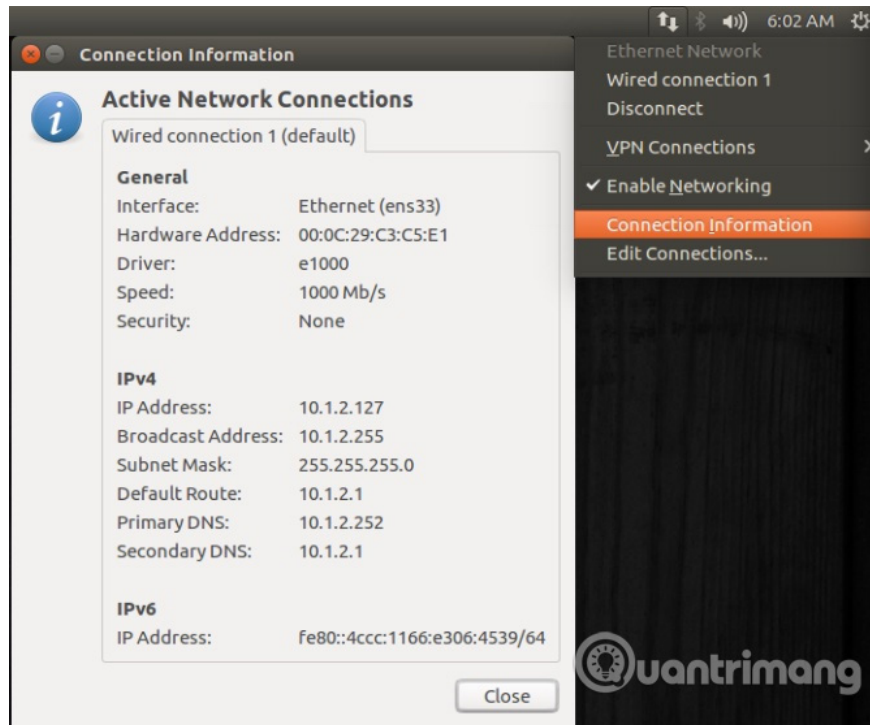 6:02 AM
Connection Information
Active Network Connections
Wired connection 1 (default)
General
Interface: Ethernet (ens33)
Hardware Address: 00:0C:29:C3:C5:E1
Driver: e1000
Speed: 1000 Mb/s
Security: None
IPv4
IP Address: 10.1.2.127
Broadcast Address: 10.1.2.255
Subnet Mask: 255.255.255.0
Default Route: 10.1.2.1
Primary DNS: 10.1.2.252
Secondary DNS: 10.1.2.1
IPv6
IP Address: fe80::4ccc:1166:e306:4539/64
Close
Ethernet Network
Wired connection 1
Disconnect
VPN Connections
Enable Networking
Connection Information
Edit Connections...
Quantrimang